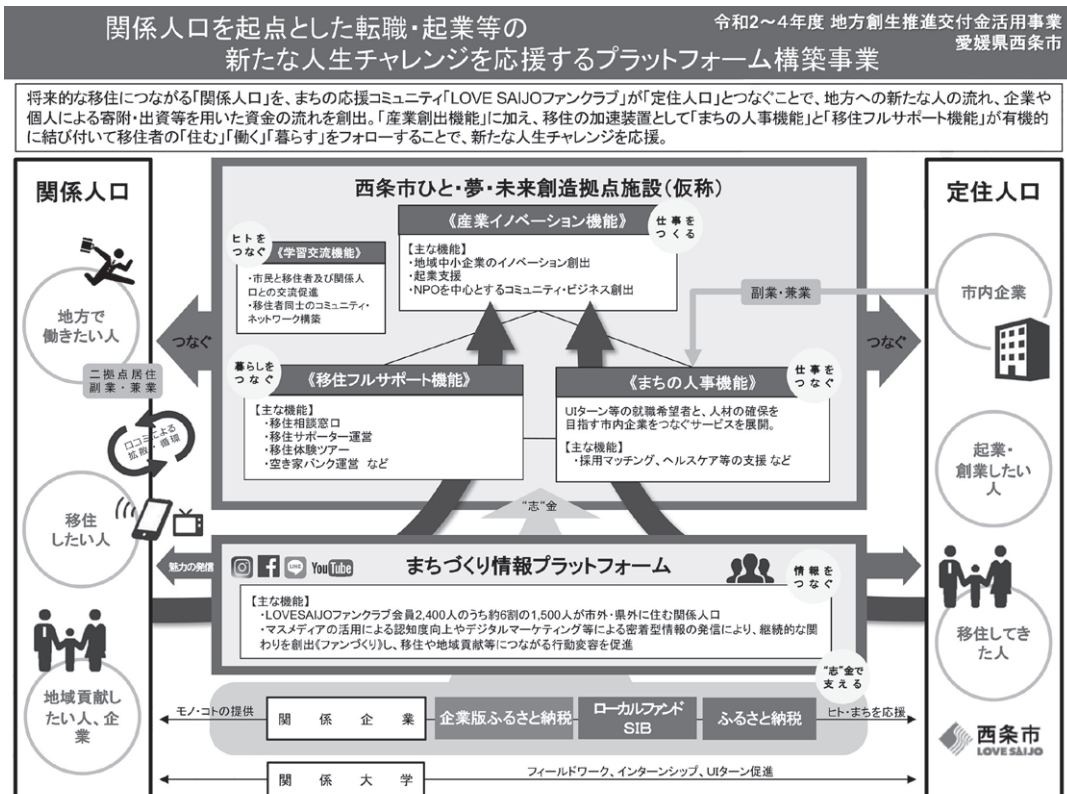 関係人口を起点とした転職・起業等の
新たな人生チャレンジを応援するプラットフォーム構築事業
令和2～4年度 地方創生推進交付金活用事業
愛媛県西条市
将来的な移住につながる「関係人口」を、まちの応援コミュニティ「LOVE SAIJOファンクラブ」が「定住人口」とつなぐことで、地方への新たな人の流れ、企業や
個人による寄附・出資等を用いた資金の流れを創出。「産業創出機能」に加え、移住の加速装置として「まちの人事機能」と「移住フルサポート機能」が有機的
に結び付いて移住者の「住む」「働く」「暮らす」をフォローすることで、新たな人生チャレンジを応援。
関係人口
地方で
働きたい人
二拠点居住
副業・兼業
口コミによる
拡散・循環
移住
したい人
地域貢献し
たい人、企
業
つなぐ
魅力の発信
西条市ひと・夢・未来創造拠点施設(仮称)
ヒトを
つなぐ
《学習交流機能》
・市民と移住者及び関係人
口との交流促進
・移住者同士のコミュニティ・
ネットワーク構築
《産業イノベーション機能》
仕事を
つくる
【主な機能】
・地域中小企業のイノベーション創出
・起業支援
・NPOを中心とするコミュニティ・ビジネス創出
副業・兼業
暮らしを
つなぐ
《移住フルサポート機能》
【主な機能】
・移住相談窓口
・移住サポーター運営
・移住体験ツアー
・空き家バンク運営 など
《まちの人事機能》
仕事を
つなぐ
UIターン等の就職希望者と、人材の確保を
目指す市内企業をつなぐサービスを展開。
【主な機能】
・採用マッチング、ヘルスケア等の支援 など
“志”金
LINE
YouTube
まちづくり情報プラットフォーム
情報を
つなぐ
【主な機能】
・LOVESAIJOファンクラブ会員2,400人のうち約6割の1,500人が市外・県外に住む関係人口
・マスメディアの活用による認知度向上やデジタルマーケティング等による密着型情報の発信により、継続的な関
わりを創出(ファンづくり)し、移住や地域貢献等につながる行動変容を促進
“志”金で
支える
モノ・コトの提供
関係企業
企業版ふるさと納税
ローカルファンド
SIB
ふるさと納税
ヒト・まちを応援
関係大学
フィールドワーク、インターンシップ、UIターン促進
つなぐ
定住人口
市内企業
起業・
創業したい
人
移住してき
た人
西条市
LOVE SAIJO